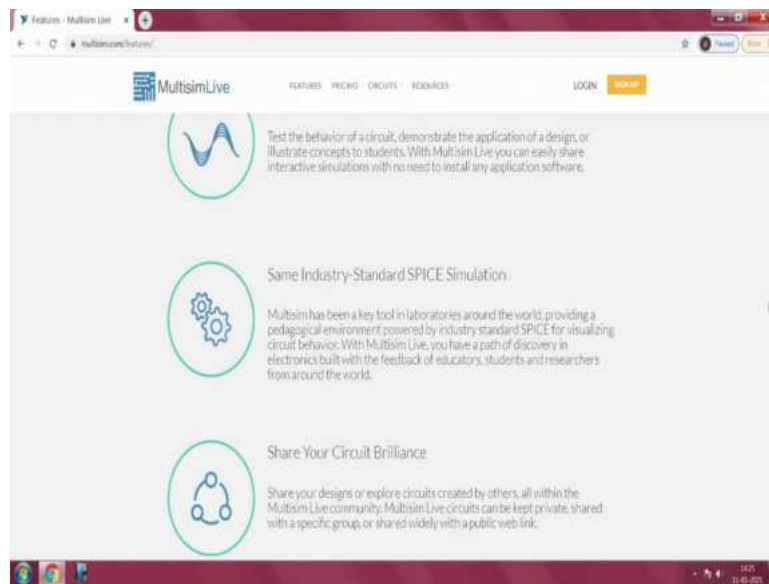 Features - Multisim Live
multisim.com/features/
Paused
MultisimLive
FEATURES PRICING CIRCUITS RESOURCES
LOGIN SIGN UP
Test the behavior of a circuit, demonstrate the application of a design, or
illustrate concepts to students. With Multisim Live you can easily share
interactive simulations with no need to install any application software.
Same Industry-Standard SPICE Simulation
Multisim has been a key tool in laboratories around the world, providing a
pedagogical environment powered by industry standard SPICE for visualizing
circuit behavior. With Multisim Live, you have a path of discovery in
electronics built with the feedback of educators, students and researchers
from around the world.
Share Your Circuit Brilliance
Share your designs or explore circuits created by others, all within the
Multisim Live community. Multisim Live circuits can be kept private, shared
with a specific group, or shared widely with a public web link.
14:25